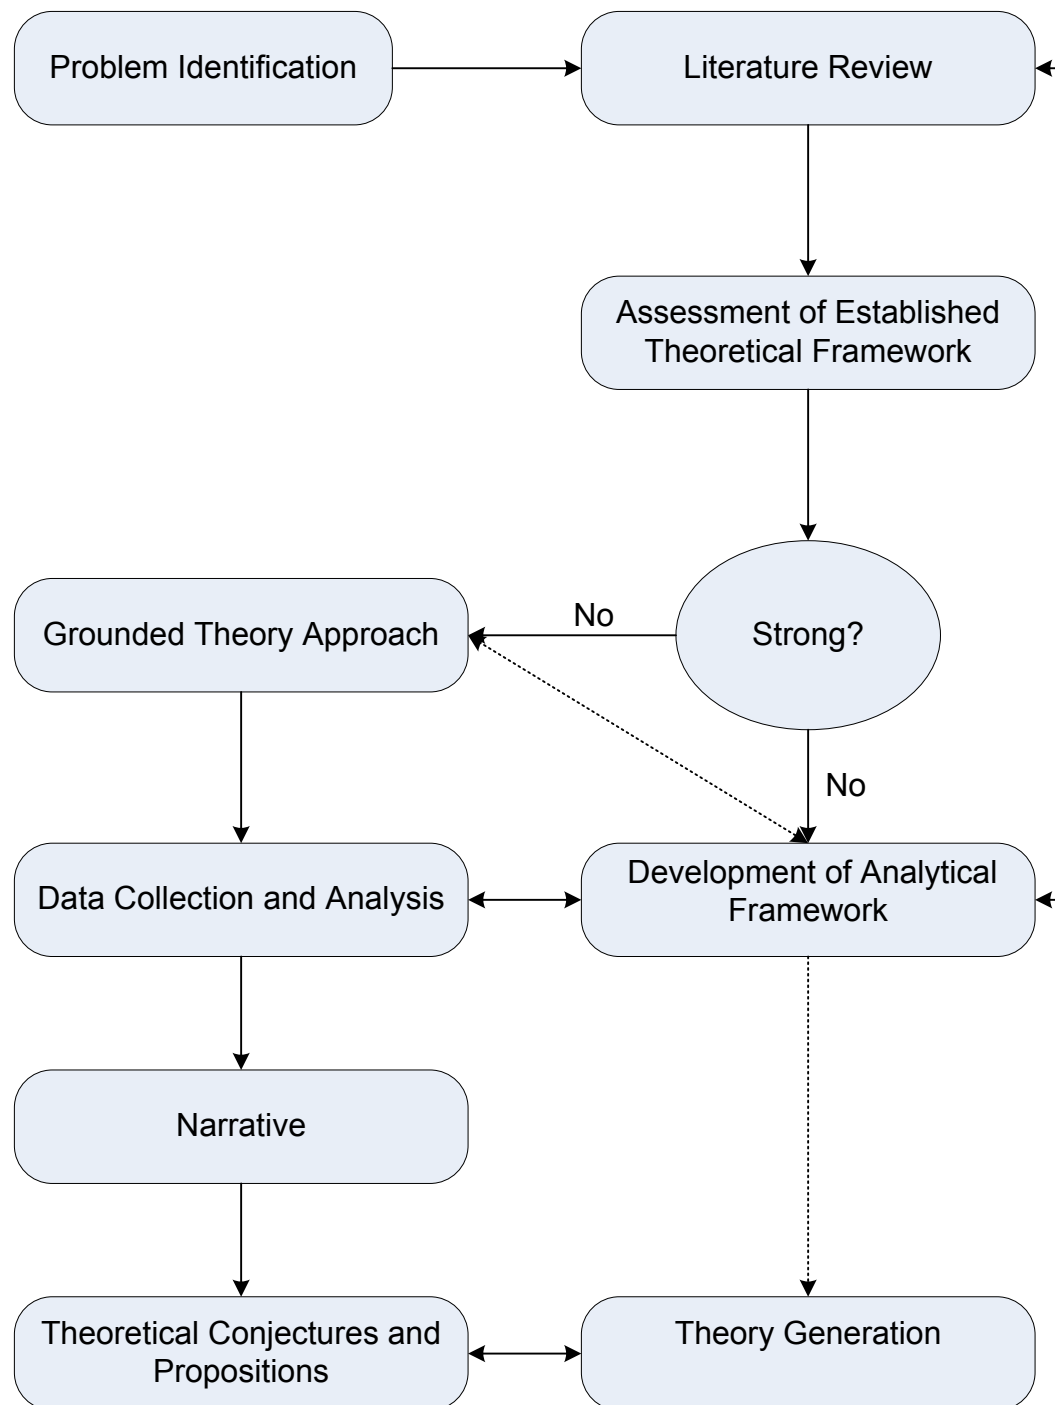 Problem Identification
Literature Review
Assessment of Established
Theoretical Framework
Strong?
No
Grounded Theory Approach
No
Data Collection and Analysis
Development of Analytical
Framework
Narrative
Theoretical Conjectures and
Propositions
Theory Generation